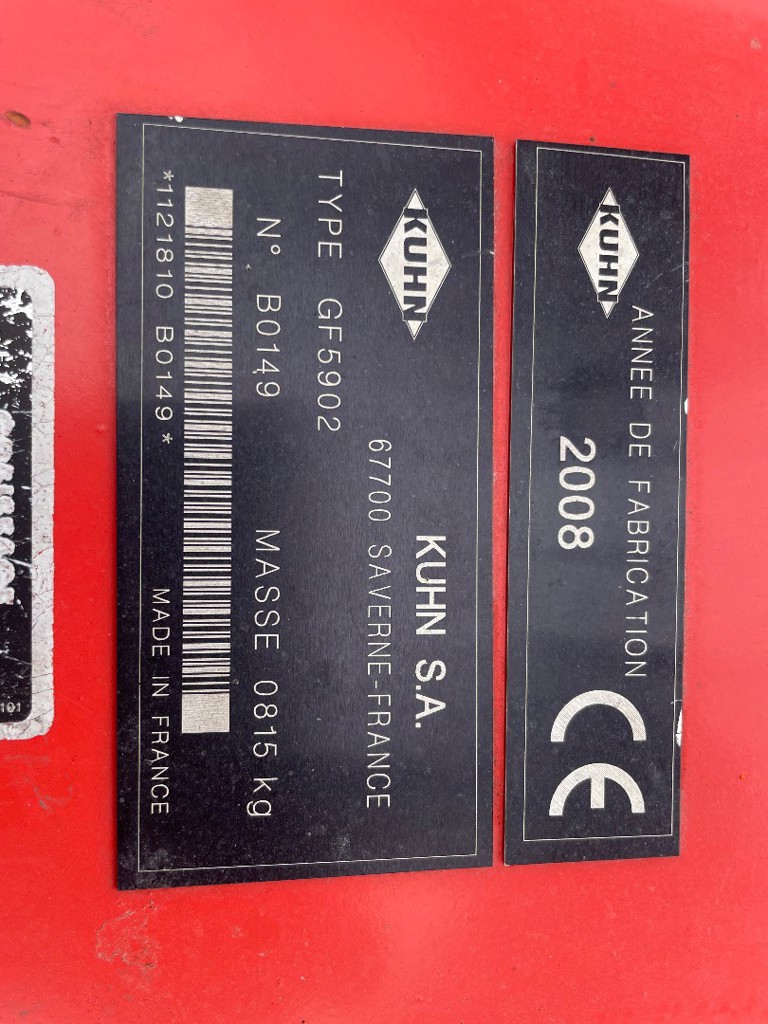 KUHN
ANNEE DE FABRICATION
2008
CE
KUHN
KUHN S.A.
67700 SAVERNE-FRANCE
TYPE GF5902
N° B0149 MASSE 0815 kg
*1121810 B0149* MADE IN FRANCE
101